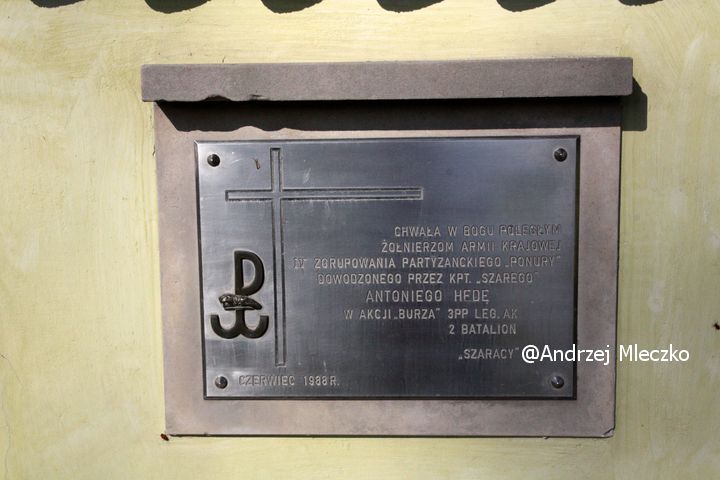 CHWAŁA W BOGU POLEGŁYM
ŻOŁNIERZOM ARMII KRAJOWEJ
IV ZGRUPOWANIA PARTYZANCKIEGO „PONURY"
DOWODZONEGO PRZEZ KPT. „SZAREGO"
ANTONIEGO HEDĘ
W AKCJI „BURZA" 3PP LEG. AK
2 BATALION
„SZARACY"
CZERWIEC 1988 R.
@Andrzej Mleczko